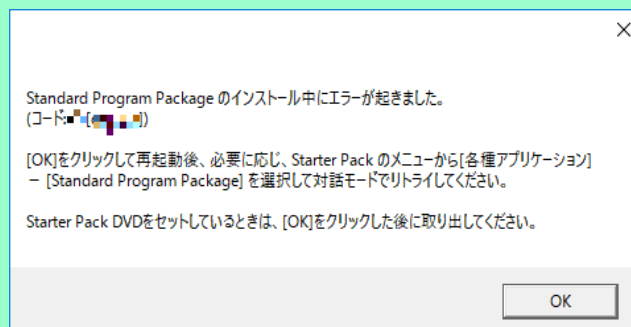 Standard Program Package のインストール中にエラーが起きました。
(コード:
[OK]をクリックして再起動後、必要に応じ、Starter Pack のメニューから[各種アプリケーション]
－ [Standard Program Package] を選択して対話モードでリトライしてください。
Starter Pack DVDをセットしているときは、[OK]をクリックした後に取り出してください。
OK